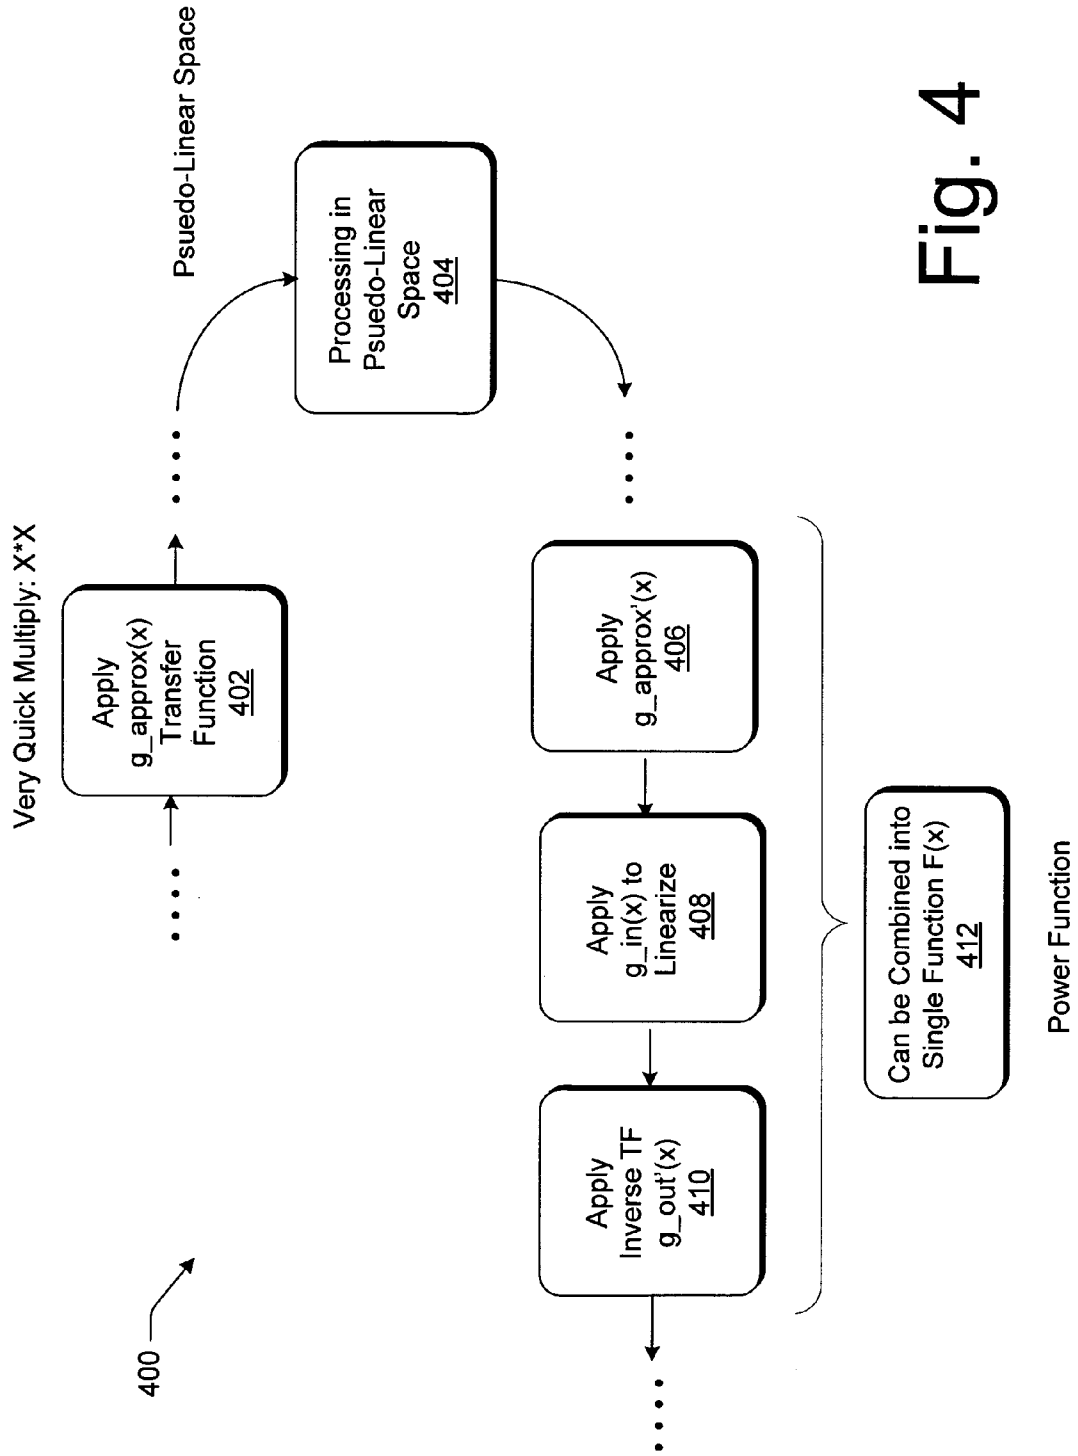 Very Quick Multiply: X*X
Psuedo-Linear Space
400
Apply
g_approx(x)
Transfer
Function
402
Processing in
Psuedo-Linear
Space
404
Apply
g_approx'(x)
406
Apply
g_in(x) to
Linearize
408
Apply
Inverse TF
g_out'(x)
410
Can be Combined into
Single Function F(x)
412
Power Function
Fig. 4